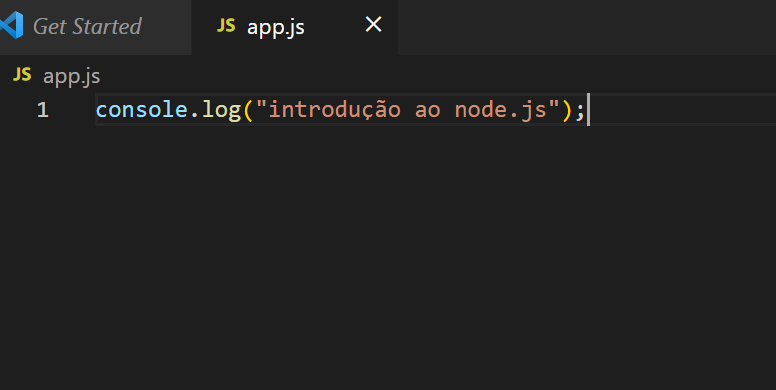 Get Started
JS app.js
JS app.js
1 console.log("introdução ao node.js");